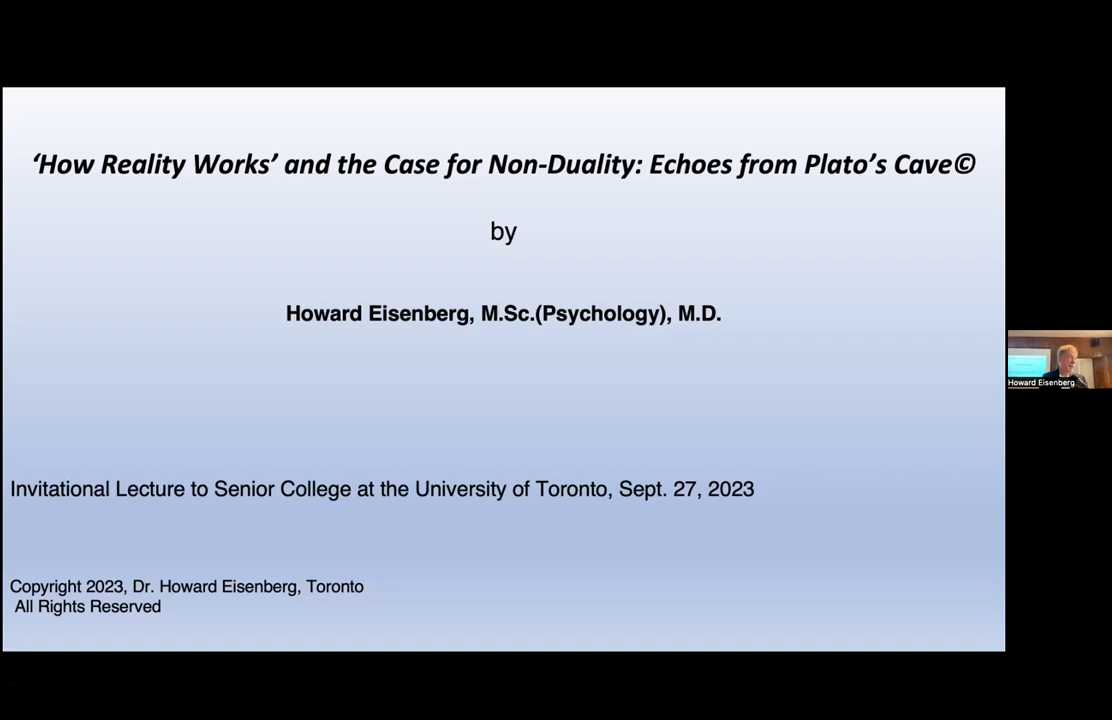 ‘How Reality Works’ and the Case for Non-Duality: Echoes from Plato’s Cave©
by
Howard Eisenberg, M.Sc.(Psychology), M.D.
Howard Eisenberg
Invitational Lecture to Senior College at the University of Toronto, Sept. 27, 2023
Copyright 2023, Dr. Howard Eisenberg, Toronto
All Rights Reserved